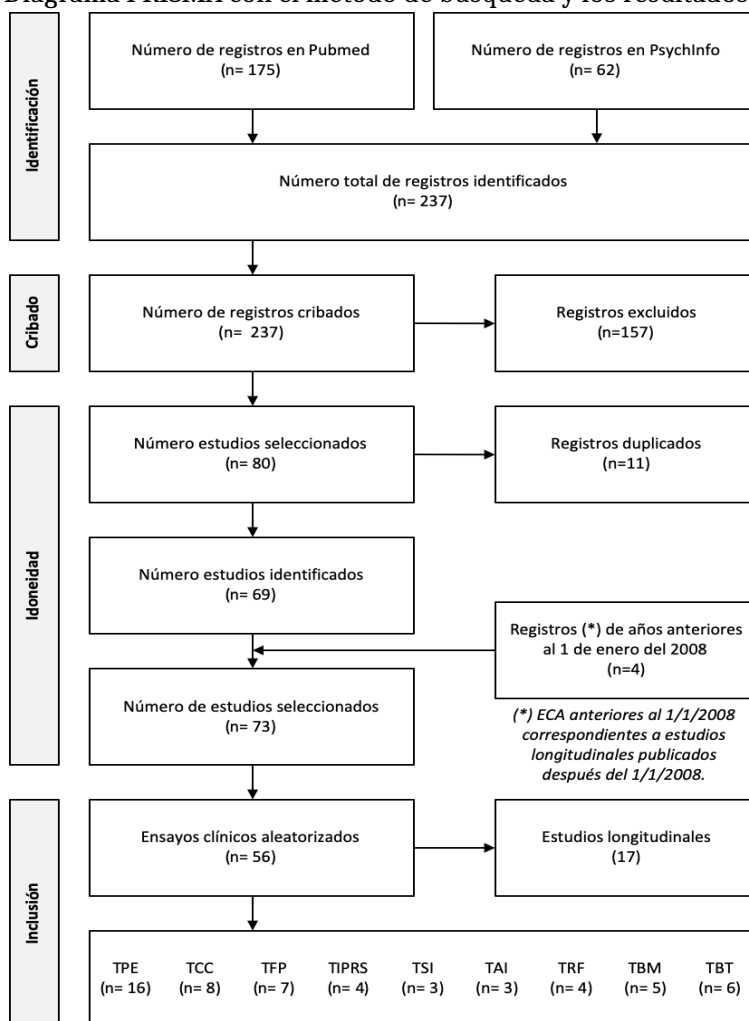 Diagrama PRISMA con el método de búsqueda y los resultados
Identificación
Número de registros en Pubmed
(n= 175)
Número de registros en PsychInfo
(n= 62)
Número total de registros identificados
(n= 237)
Cribado
Número de registros cribados
(n=  237)
Registros excluidos
(n=157)
Idoneidad
Número estudios seleccionados
(n= 80)
Registros duplicados
(n=11)
Número estudios identificados
(n= 69)
Registros (*) de años anteriores
al 1 de enero del 2008
(n=4)
Número de estudios seleccionados
(n= 73)
(*) ECA anteriores al 1/1/2008
correspondientes a estudios
longitudinales publicados
después del 1/1/2008.
Inclusión
Ensayos clínicos aleatorizados
(n= 56)
Estudios longitudinales
(17)
TPE TCC TFP TIPRS TSI TAI TRF TBM TBT
(n= 16) (n= 8) (n= 7) (n= 4) (n= 3) (n= 3) (n= 4) (n= 5) (n= 6)